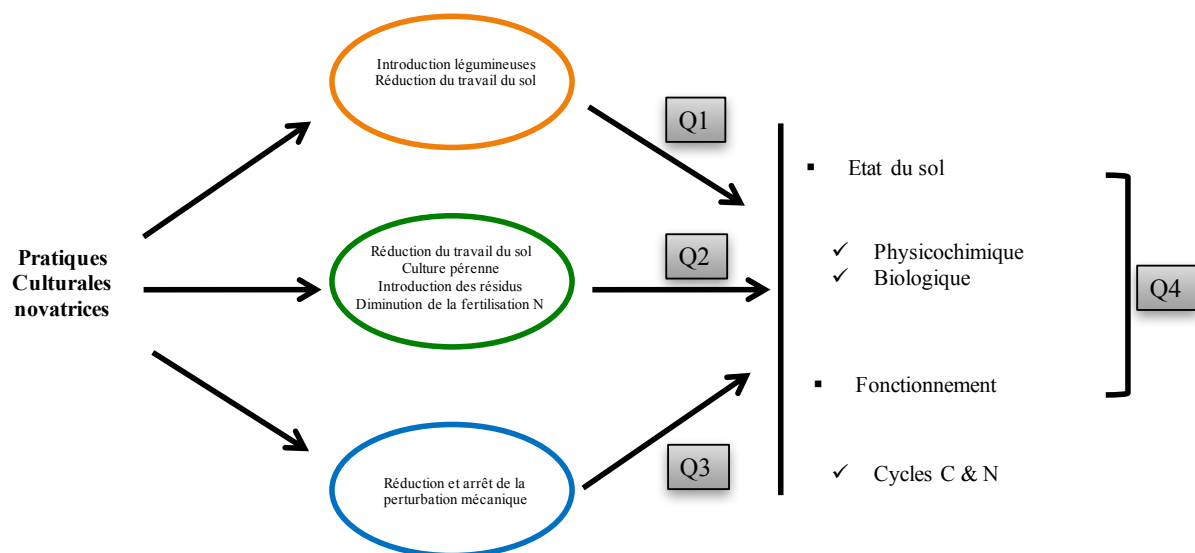 Introduction légumineuses
Réduction du travail du sol
Q1
Etat du sol
Pratiques
Culturales
novatrices
Réduction du travail du sol
Culture pérenne
Introduction des résidus
Diminution de la fertilisation N
Q2
✓ Physicochimique
✓ Biologique
Q4
Fonctionnement
Réduction et arrêt de la
perturbation mécanique
Q3
✓ Cycles C & N